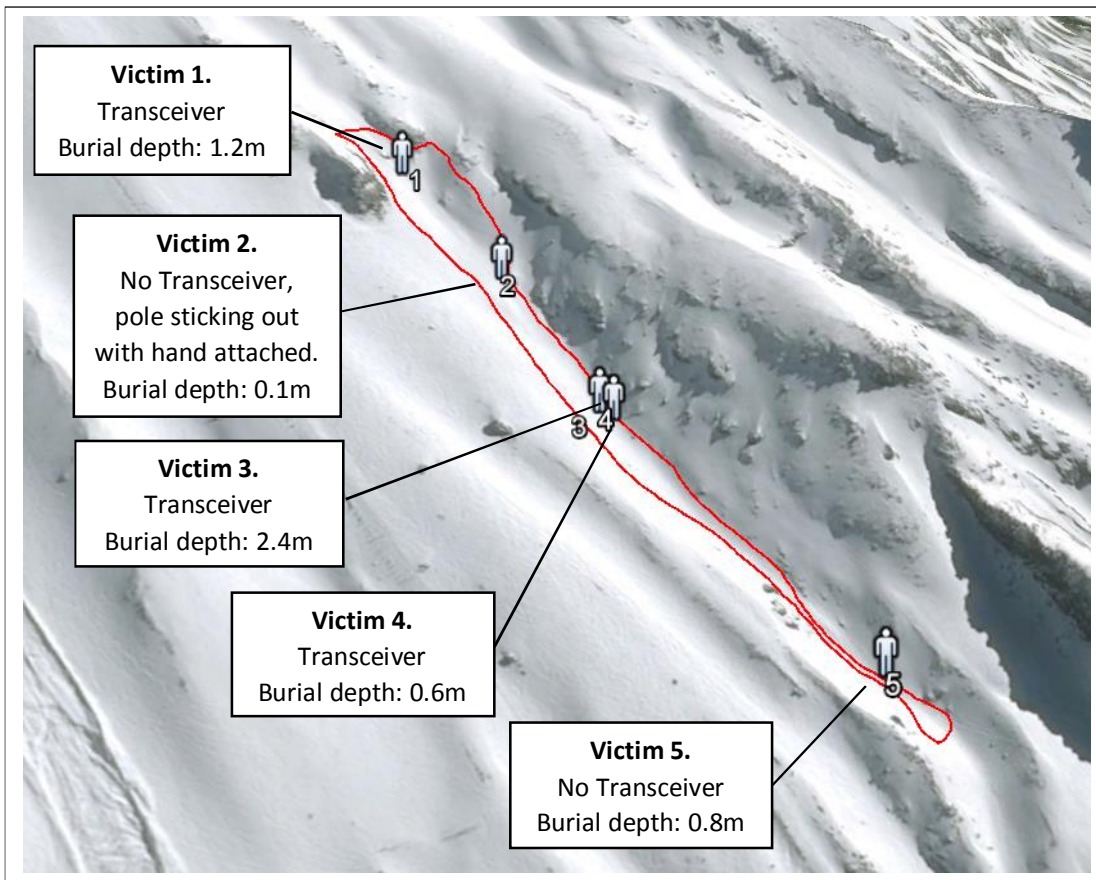 Victim 1.
Transceiver
Burial depth: 1.2m
1
Victim 2.
No Transceiver,
pole sticking out
with hand attached.
Burial depth: 0.1m
2
Victim 3.
Transceiver
Burial depth: 2.4m
3
4
Victim 4.
Transceiver
Burial depth: 0.6m
5
Victim 5.
No Transceiver
Burial depth: 0.8m